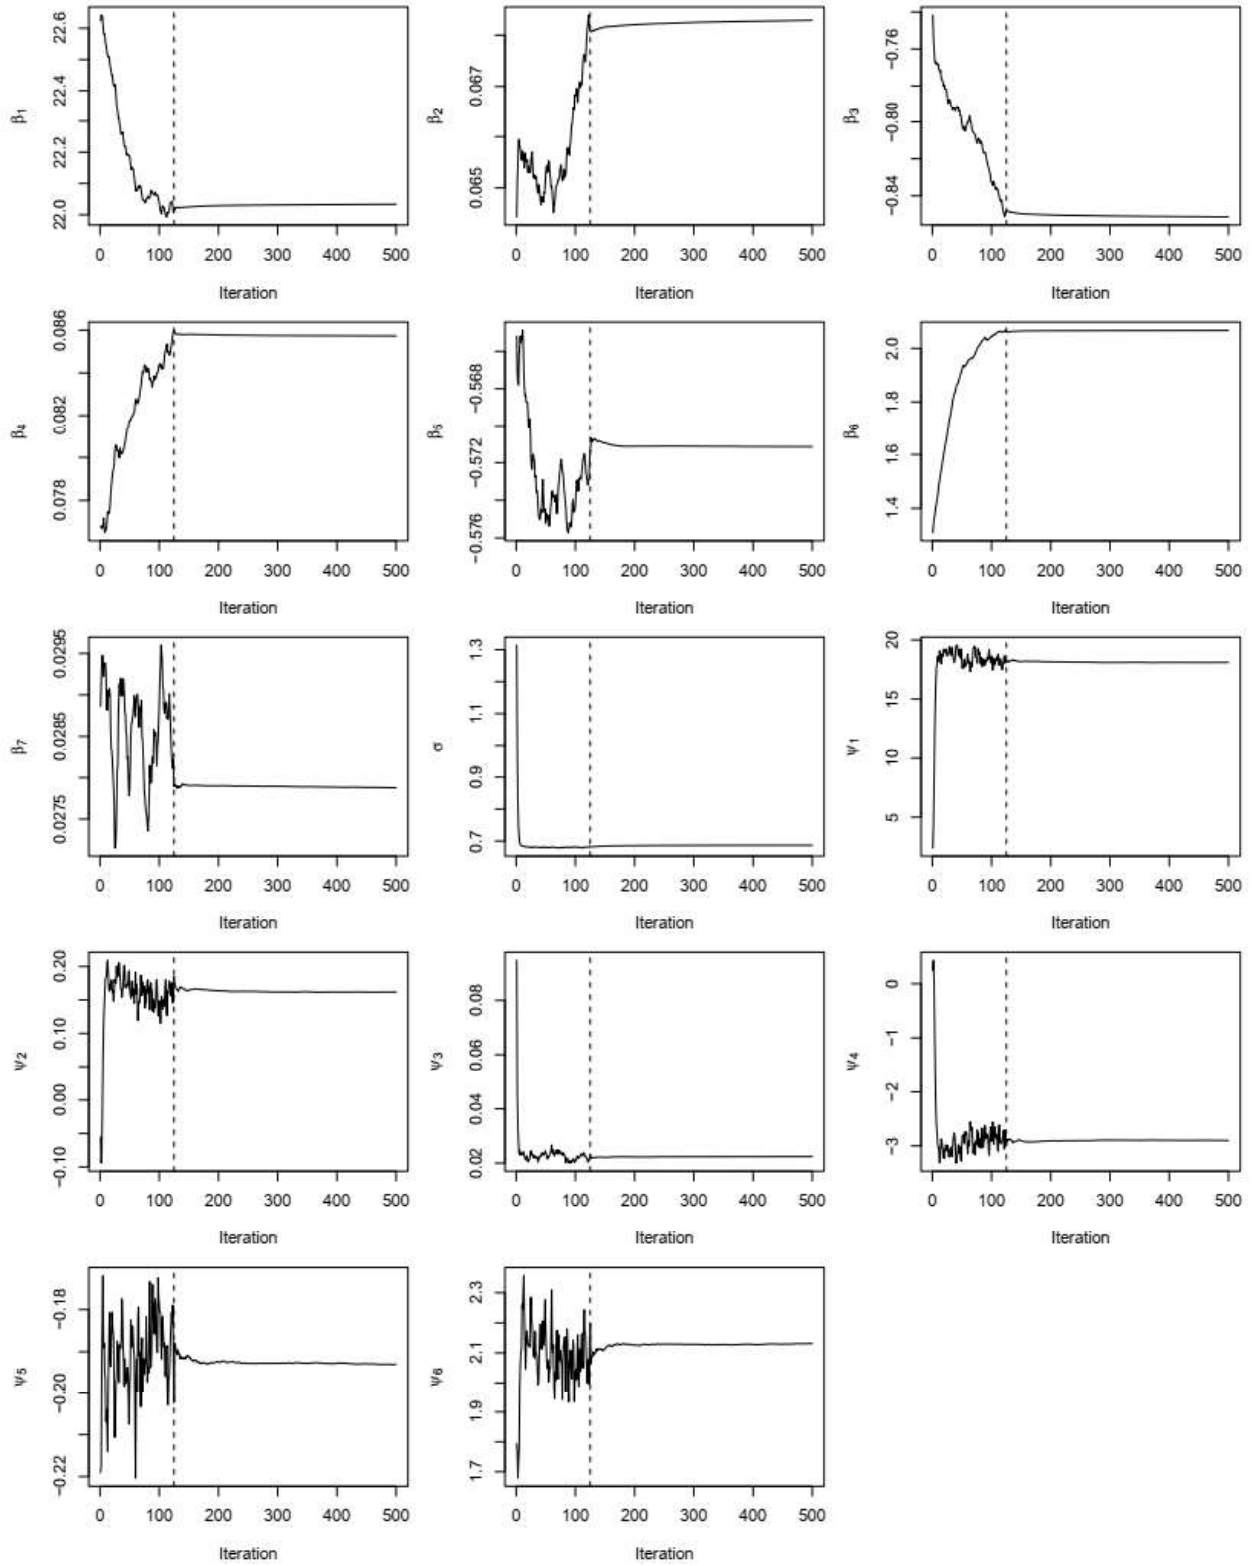 β1
22.0 22.2 22.4 22.6
0 100 200 300 400 500
Iteration
β2
0.065 0.067
0 100 200 300 400 500
Iteration
β3
−0.84 −0.80 −0.76
0 100 200 300 400 500
Iteration
β4
0.078 0.082 0.086
0 100 200 300 400 500
Iteration
β5
−0.576 −0.572 −0.568
0 100 200 300 400 500
Iteration
β6
1.4 1.6 1.8 2.0
0 100 200 300 400 500
Iteration
β7
0.0275 0.0285 0.0295
0 100 200 300 400 500
Iteration
σ
0.7 0.9 1.1 1.3
0 100 200 300 400 500
Iteration
ψ1
5 10 15 20
0 100 200 300 400 500
Iteration
ψ2
−0.10 0.00 0.10 0.20
0 100 200 300 400 500
Iteration
ψ3
0.02 0.04 0.06 0.08
0 100 200 300 400 500
Iteration
ψ4
−3 −2 −1 0
0 100 200 300 400 500
Iteration
ψ5
−0.22 −0.20 −0.18
0 100 200 300 400 500
Iteration
ψ6
1.7 1.9 2.1 2.3
0 100 200 300 400 500
Iteration